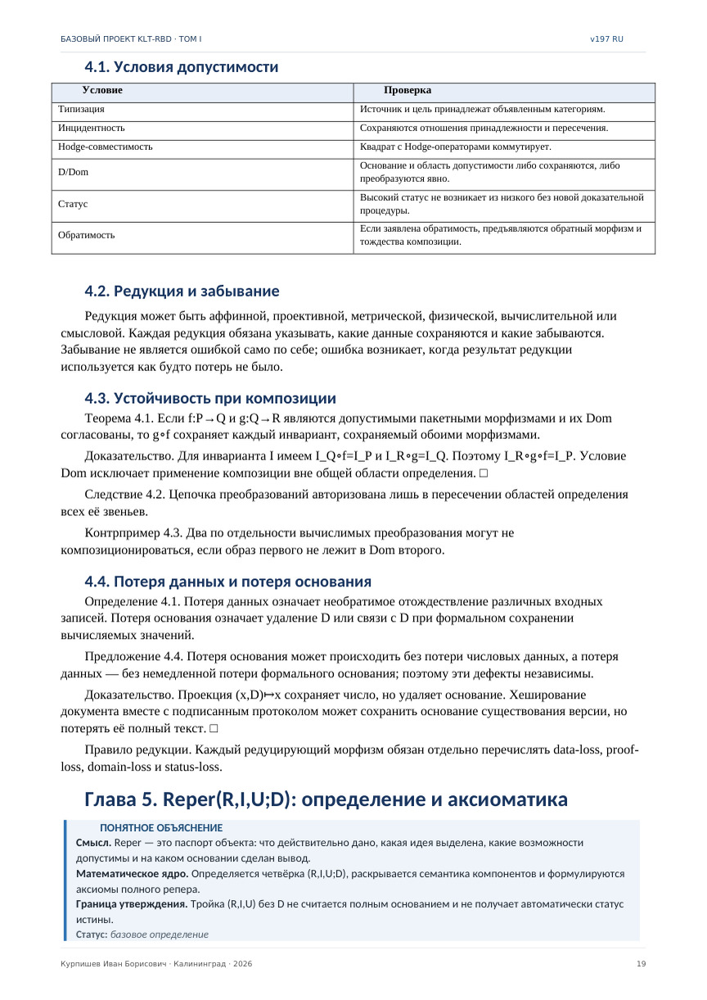 БАЗОВЫЙ ПРОЕКТ KLT-RBD · ТОМ I v197 RU
4.1. Условия допустимости
Условие Проверка
Типизация Источник и цель принадлежат объявленным категориям.
Инцидентность Сохраняются отношения принадлежности и пересечения.
Hodge-совместимость Квадрат с Hodge-операторами коммутирует.
D/Dom Основание и область допустимости либо сохраняются, либо
преобразуются явно.
Статус Высокий статус не возникает из низкого без новой доказательной
процедуры.
Обратимость Если заявлена обратимость, предъявляются обратный морфизм и
тождества композиции.
4.2. Редукция и забывание
Редукция может быть аффинной, проективной, метрической, физической, вычислительной или
смысловой. Каждая редукция обязана указывать, какие данные сохраняются и какие забываются.
Забывание не является ошибкой само по себе; ошибка возникает, когда результат редукции
используется как будто потерь не было.
4.3. Устойчивость при композиции
Теорема 4.1. Если f:P→Q и g:Q→R являются допустимыми пакетными морфизмами и их Dom
согласованы, то g∘f сохраняет каждый инвариант, сохраняемый обоими морфизмами.
Доказательство. Для инварианта I имеем I_Q∘f=I_P и I_R∘g=I_Q. Поэтому I_R∘g∘f=I_P. Условие
Dom исключает применение композиции вне общей области определения. □
Следствие 4.2. Цепочка преобразований авторизована лишь в пересечении областей определения
всех её звеньев.
Контрпример 4.3. Два по отдельности вычислимых преобразования могут не
композиционироваться, если образ первого не лежит в Dom второго.
4.4. Потеря данных и потеря основания
Определение 4.1. Потеря данных означает необратимое отождествление различных входных
записей. Потеря основания означает удаление D или связи с D при формальном сохранении
вычисляемых значений.
Предложение 4.4. Потеря основания может происходить без потери числовых данных, а потеря
данных — без немедленной потери формального основания; поэтому эти дефекты независимы.
Доказательство. Проекция (x,D)↦x сохраняет число, но удаляет основание. Хеширование
документа вместе с подписанным протоколом может сохранить основание существования версии, но
потерять её полный текст. □
Правило редукции. Каждый редуцирующий морфизм обязан отдельно перечислять data-loss, proof-
loss, domain-loss и status-loss.
Глава 5. Reper(R,I,U;D): определение и аксиоматика
ПОНЯТНОЕ ОБЪЯСНЕНИЕ
Смысл. Reper — это паспорт объекта: что действительно дано, какая идея выделена, какие возможности
допустимы и на каком основании сделан вывод.
Математическое ядро. Определяется четвёрка (R,I,U;D), раскрывается семантика компонентов и формулируются
аксиомы полного репера.
Граница утверждения. Тройка (R,I,U) без D не считается полным основанием и не получает автоматически статус
истины.
Статус: базовое определение
Курпишев Иван Борисович · Калининград · 2026 19